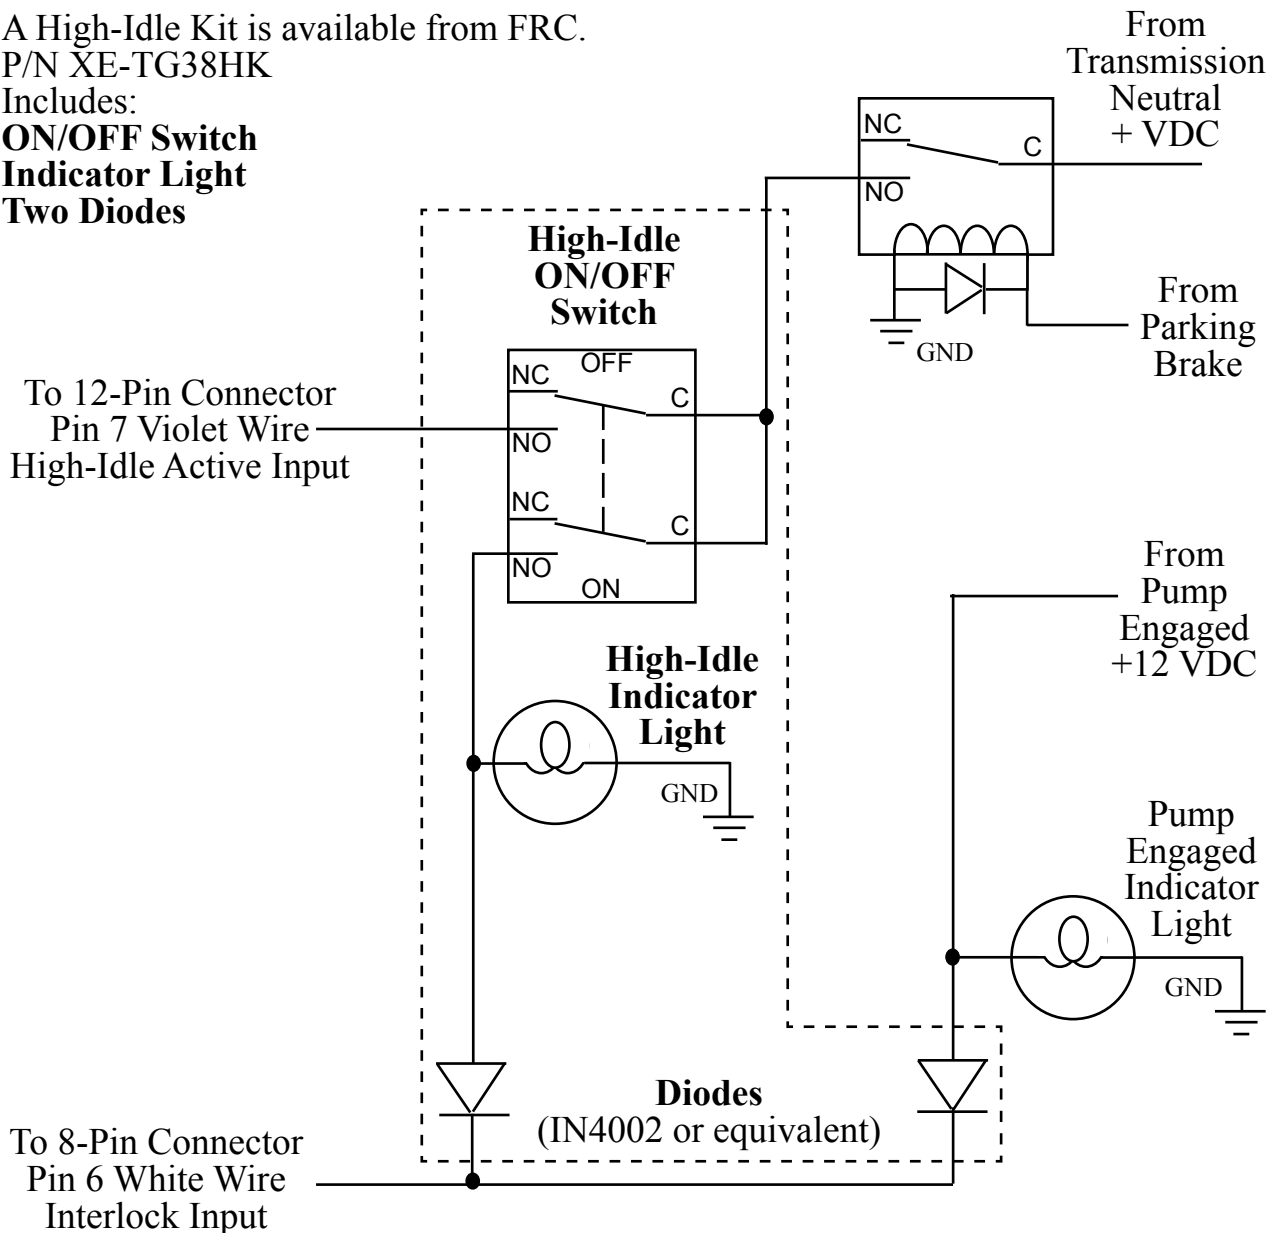 A High-Idle Kit is available from FRC.
P/N XE-TG38HK
Includes:
ON/OFF Switch
Indicator Light
Two Diodes
From
Transmission
Neutral
+ VDC
NC
C
NO
GND
From
Parking
Brake
High-Idle
ON/OFF
Switch
OFF
NC
C
NO
NC
C
NO
ON
To 12-Pin Connector
Pin 7 Violet Wire
High-Idle Active Input
From
Pump
Engaged
+12 VDC
High-Idle
Indicator
Light
GND
Pump
Engaged
Indicator
Light
GND
Diodes
(IN4002 or equivalent)
To 8-Pin Connector
Pin 6 White Wire
Interlock Input